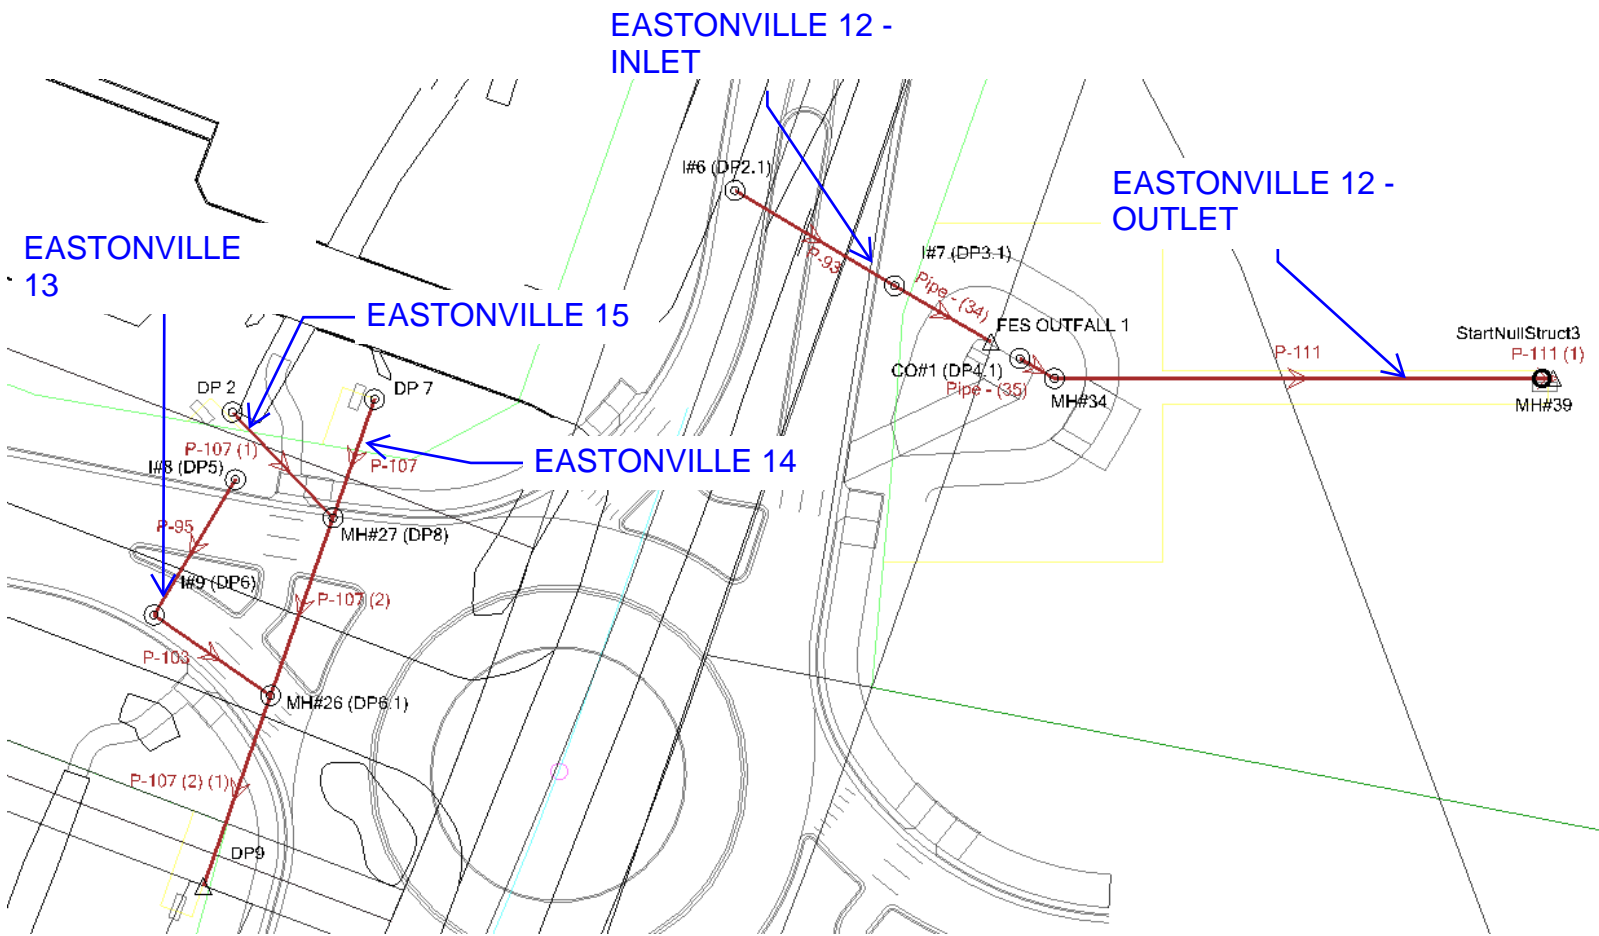 EASTONVILLE 12 -
INLET
I#6 (DP2.1)
EASTONVILLE 12 -
OUTLET
EASTONVILLE
13
P-93
I#7 (DP3.1)
Pipe - (34)
EASTONVILLE 15
FES OUTFALL 1
StartNullStruct3
P-111
P-111 (1)
CO#1 (DP4.1)
DP 2
DP 7
Pipe - (35)
MH#34
MH#39
P-107 (1)
I#8 (DP5)
P-107
EASTONVILLE 14
P-95
MH#27 (DP8)
I#9 (DP6)
P-107 (2)
P-103
MH#26 (DP6.1)
P-107 (2) (1)
DP9